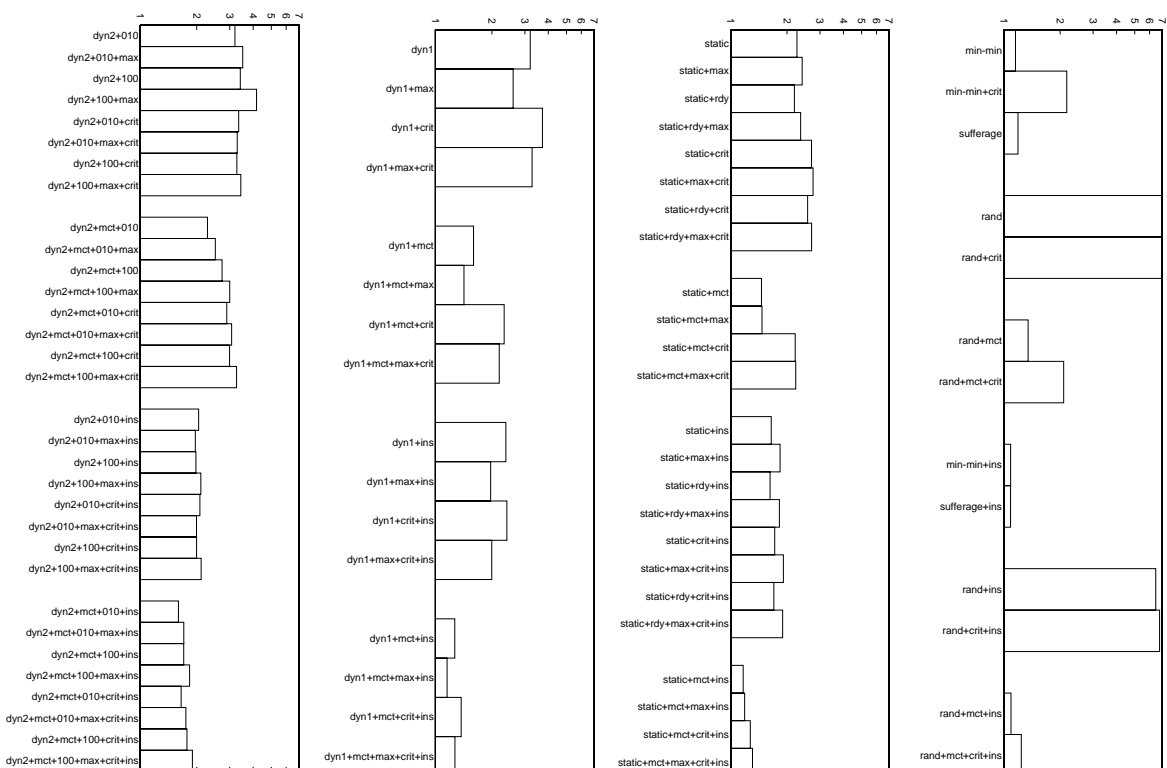 1 2 3 4 5 6 7
dyn2+010
dyn2+010+max
dyn2+100
dyn2+100+max
dyn2+010+crit
dyn2+010+max+crit
dyn2+100+crit
dyn2+100+max+crit
dyn2+mct+010
dyn2+mct+010+max
dyn2+mct+100
dyn2+mct+100+max
dyn2+mct+010+crit
dyn2+mct+010+max+crit
dyn2+mct+100+crit
dyn2+mct+100+max+crit
dyn2+010+ins
dyn2+010+max+ins
dyn2+100+ins
dyn2+100+max+ins
dyn2+010+crit+ins
dyn2+010+max+crit+ins
dyn2+100+crit+ins
dyn2+100+max+crit+ins
dyn2+mct+010+ins
dyn2+mct+010+max+ins
dyn2+mct+100+ins
dyn2+mct+100+max+ins
dyn2+mct+010+crit+ins
dyn2+mct+010+max+crit+ins
dyn2+mct+100+crit+ins
dyn2+mct+100+max+crit+ins
1 2 3 4 5 6 7
dyn1
dyn1+max
dyn1+crit
dyn1+max+crit
dyn1+mct
dyn1+mct+max
dyn1+mct+crit
dyn1+mct+max+crit
dyn1+ins
dyn1+max+ins
dyn1+crit+ins
dyn1+max+crit+ins
dyn1+mct+ins
dyn1+mct+max+ins
dyn1+mct+crit+ins
dyn1+mct+max+crit+ins
1 2 3 4 5 6 7
static
static+max
static+rdy
static+rdy+max
static+crit
static+max+crit
static+rdy+crit
static+rdy+max+crit
static+mct
static+mct+max
static+mct+crit
static+mct+max+crit
static+ins
static+max+ins
static+rdy+ins
static+rdy+max+ins
static+crit+ins
static+max+crit+ins
static+rdy+crit+ins
static+rdy+max+crit+ins
static+mct+ins
static+mct+max+ins
static+mct+crit+ins
static+mct+max+crit+ins
1 2 3 4 5 6 7
min-min
min-min+crit
sufferage
rand
rand+crit
rand+mct
rand+mct+crit
min-min+ins
sufferage+ins
rand+ins
rand+crit+ins
rand+mct+ins
rand+mct+crit+ins